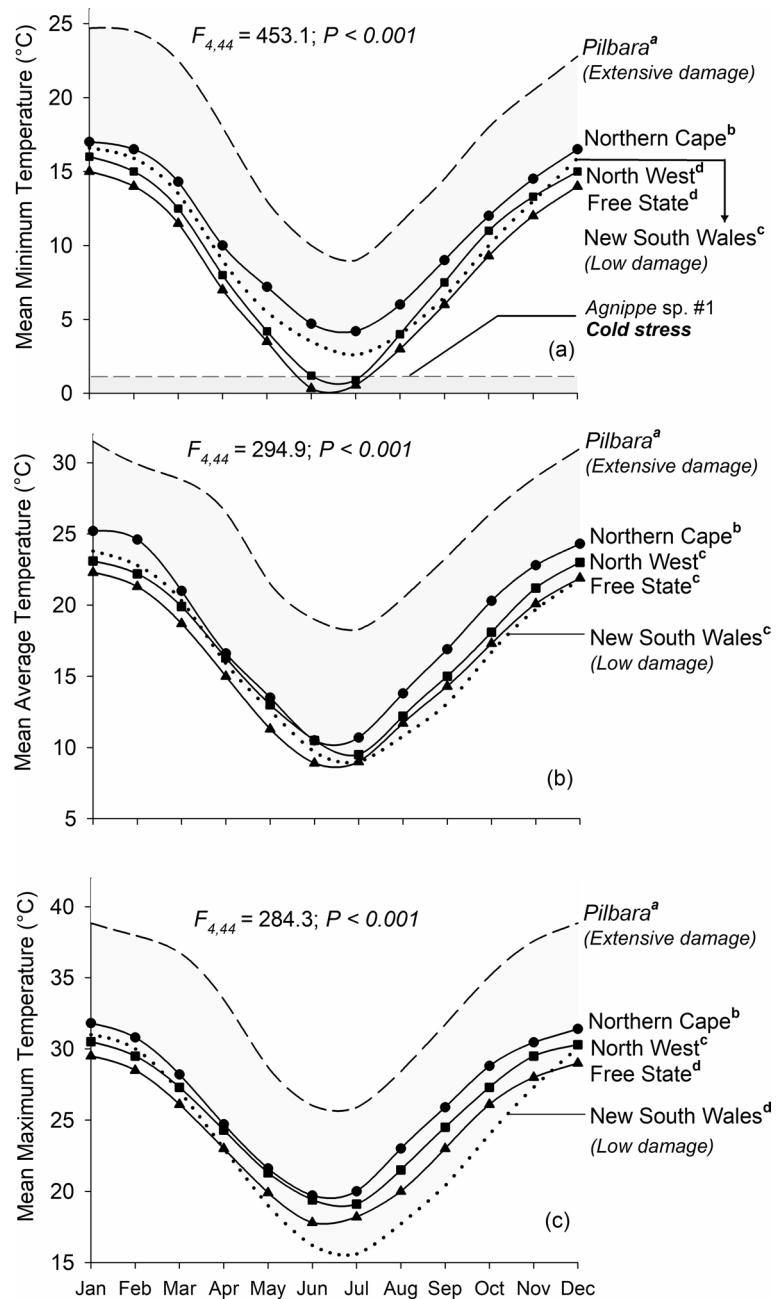 25
20
15
10
5
0
Mean Minimum Temperature (°C)
F4,44 = 453.1; P < 0.001
Pilbaraa
(Extensive damage)
Northern Capeb
North Westd
Free Stated
New South Walesc
(Low damage)
Agnippe sp. #1
Cold stress
(a)
30
25
20
15
10
5
Mean Average Temperature (°C)
F4,44 = 294.9; P < 0.001
Pilbaraa
(Extensive damage)
Northern Capeb
North Westc
Free Statec
New South Walesc
(Low damage)
(b)
40
35
30
25
20
15
Mean Maximum Temperature (°C)
F4,44 = 284.3; P < 0.001
Pilbaraa
(Extensive damage)
Northern Capeb
North Westc
Free Stated
New South Walesd
(Low damage)
(c)
Jan Feb Mar Apr May Jun Jul Aug Sep Oct Nov Dec